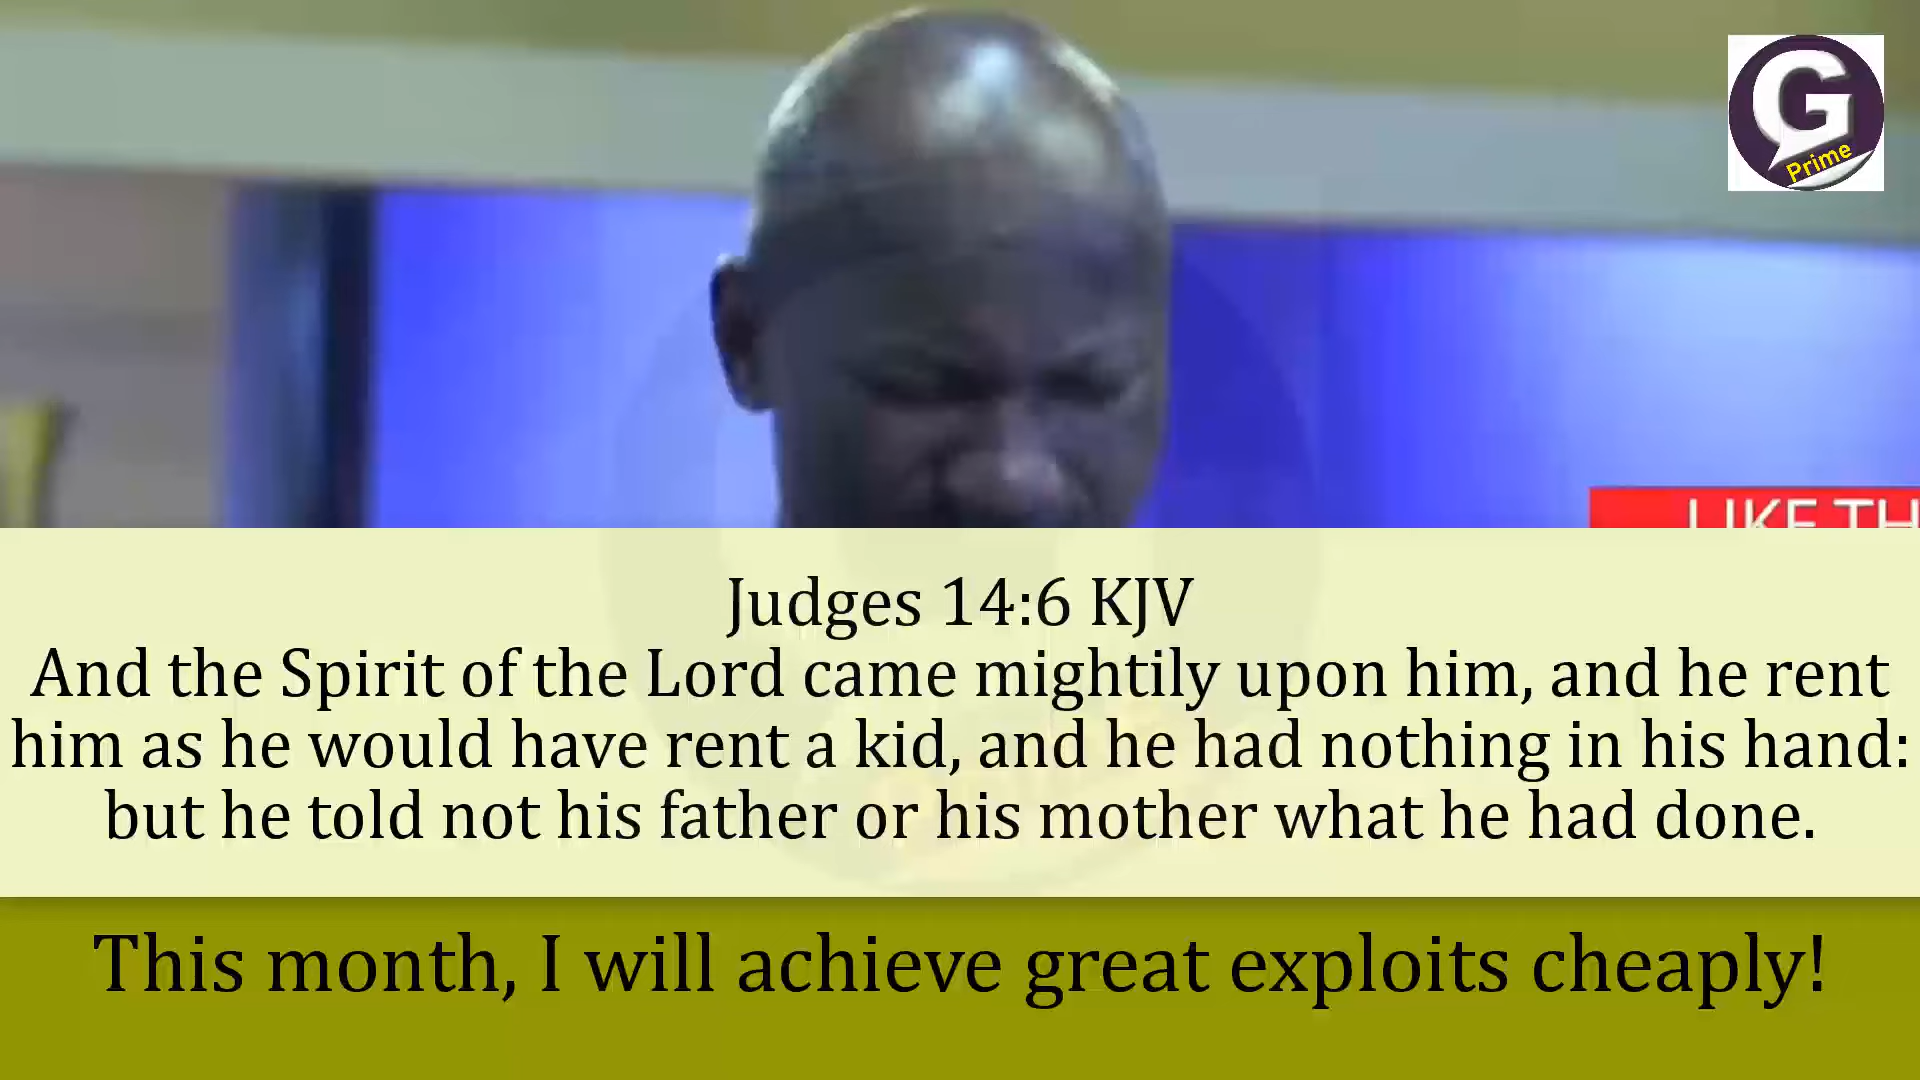 G
Prime
LIKE TH
Judges 14:6 KJV
And the Spirit of the Lord came mightily upon him, and he rent
him as he would have rent a kid, and he had nothing in his hand:
but he told not his father or his mother what he had done.
This month, I will achieve great exploits cheaply!